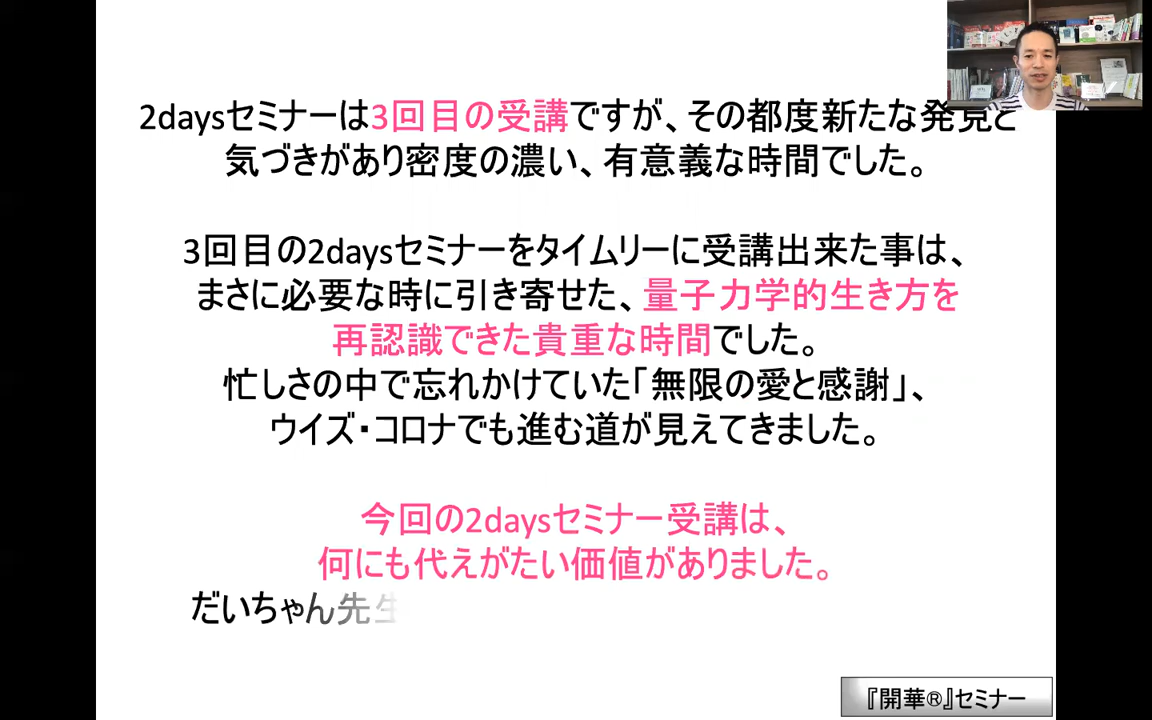 2daysセミナーは3回目の受講ですが、その都度新たな発見と
気づきがあり密度の濃い、有意義な時間でした。
3回目の2daysセミナーをタイムリーに受講出来た事は、
まさに必要な時に引き寄せた、量子力学的生き方を
再認識できた貴重な時間でした。
忙しさの中で忘れかけていた「無限の愛と感謝」、
ウイズ・コロナでも進む道が見えてきました。
今回の2daysセミナー受講は、
何にも代えがたい価値がありました。
だいちゃん先生
『開華®』セミナー